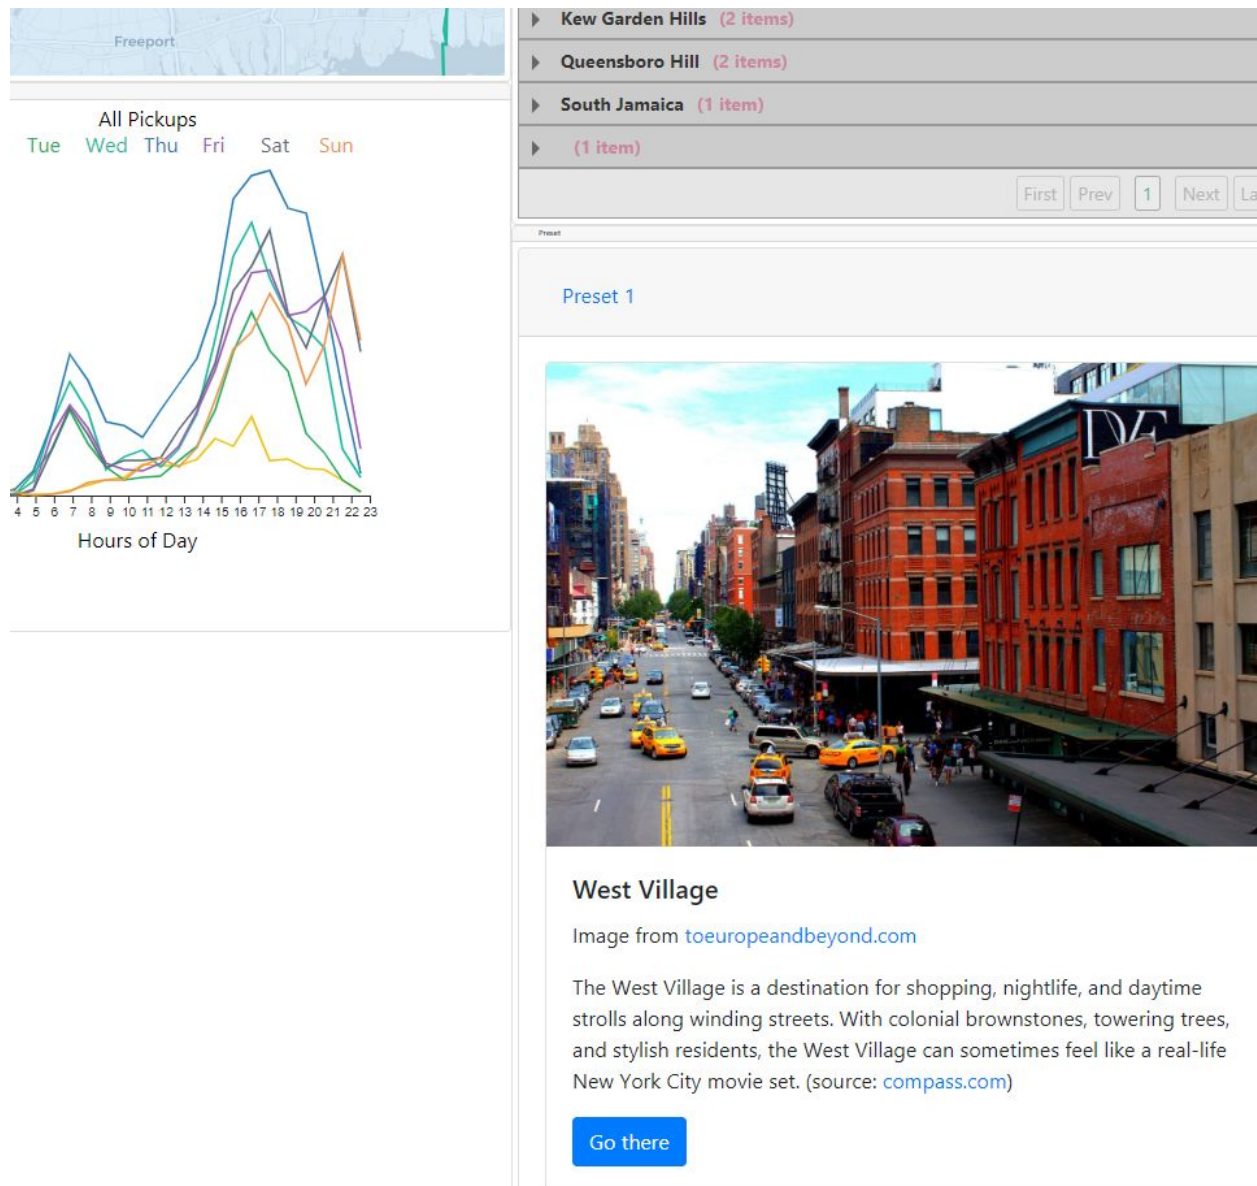 Freeport
All Pickups
Tue Wed Thu Fri Sat Sun
4 5 6 7 8 9 10 11 12 13 14 15 16 17 18 19 20 21 22 23
Hours of Day
Kew Garden Hills (2 items)
Queensboro Hill (2 items)
South Jamaica (1 item)
(1 item)
First Prev 1 Next La
Preset
Preset 1
DVF
West Village
Image from toeuropeandbeyond.com
The West Village is a destination for shopping, nightlife, and daytime
strolls along winding streets. With colonial brownstones, towering trees,
and stylish residents, the West Village can sometimes feel like a real-life
New York City movie set. (source: compass.com)
Go there